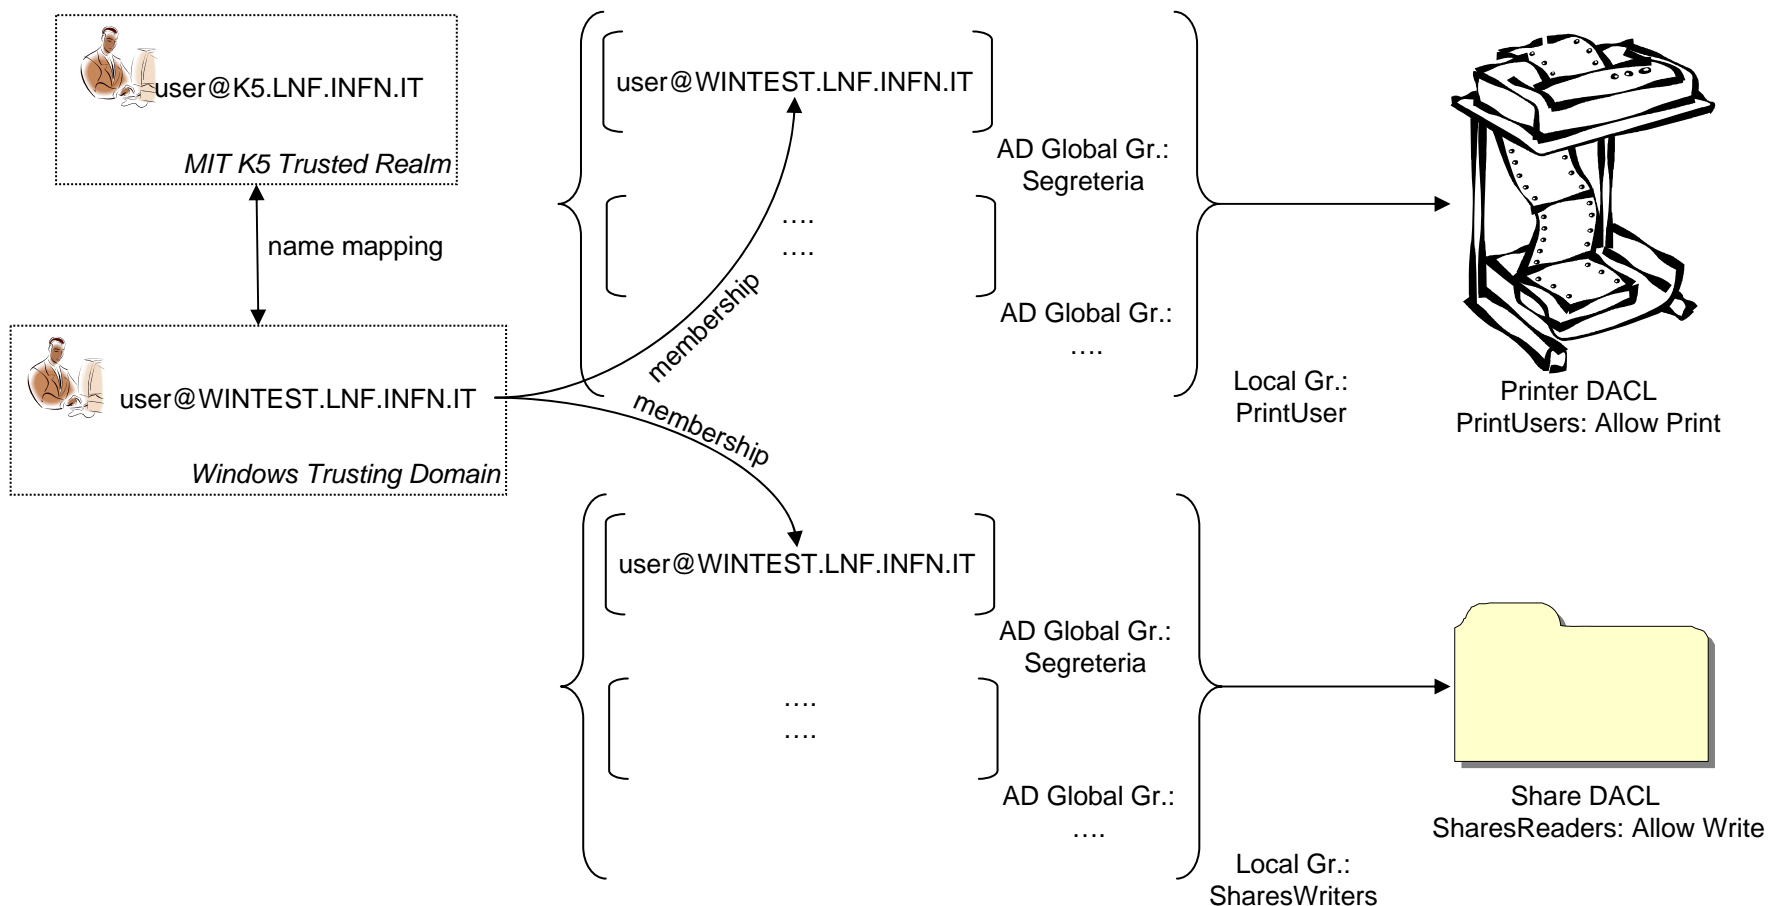 user@K5.LNF.INFN.IT
MIT K5 Trusted Realm
name mapping
user@WINTEST.LNF.INFN.IT
Windows Trusting Domain
membership
membership
user@WINTEST.LNF.INFN.IT
AD Global Gr.:
Segreteria
....
....
AD Global Gr.:
....
Local Gr.:
PrintUser
Printer DACL
PrintUsers: Allow Print
user@WINTEST.LNF.INFN.IT
AD Global Gr.:
Segreteria
....
....
AD Global Gr.:
....
Local Gr.:
SharesWriters
Share DACL
SharesReaders: Allow Write